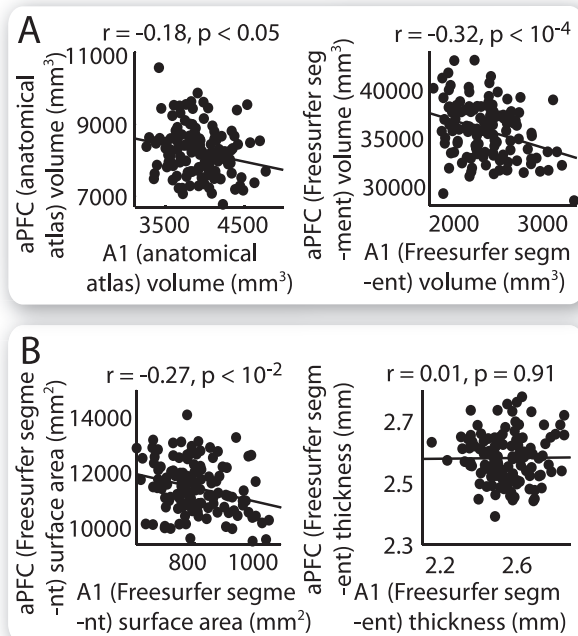 A
r = -0.18, p < 0.05
aPFC (anatomical
atlas) volume (mm³)
11000
9000
7000
3500 4500
A1 (anatomical
atlas) volume (mm³)
r = -0.32, p < 10⁻⁴
aPFC (Freesurfer seg
-ment) volume (mm³)
40000
35000
30000
2000 3000
A1 (Freesurfer segm
-ent) volume (mm³)
B
r = -0.27, p < 10⁻²
aPFC (Freesurfer segme
-nt) surface area (mm²)
14000
12000
10000
800 1000
A1 (Freesurfer segme
-nt) surface area (mm²)
r = 0.01, p = 0.91
aPFC (Freesurfer segm
-ent) thickness (mm)
2.7
2.5
2.3
2.2 2.6
A1 (Freesurfer segm
-ent) thickness (mm)